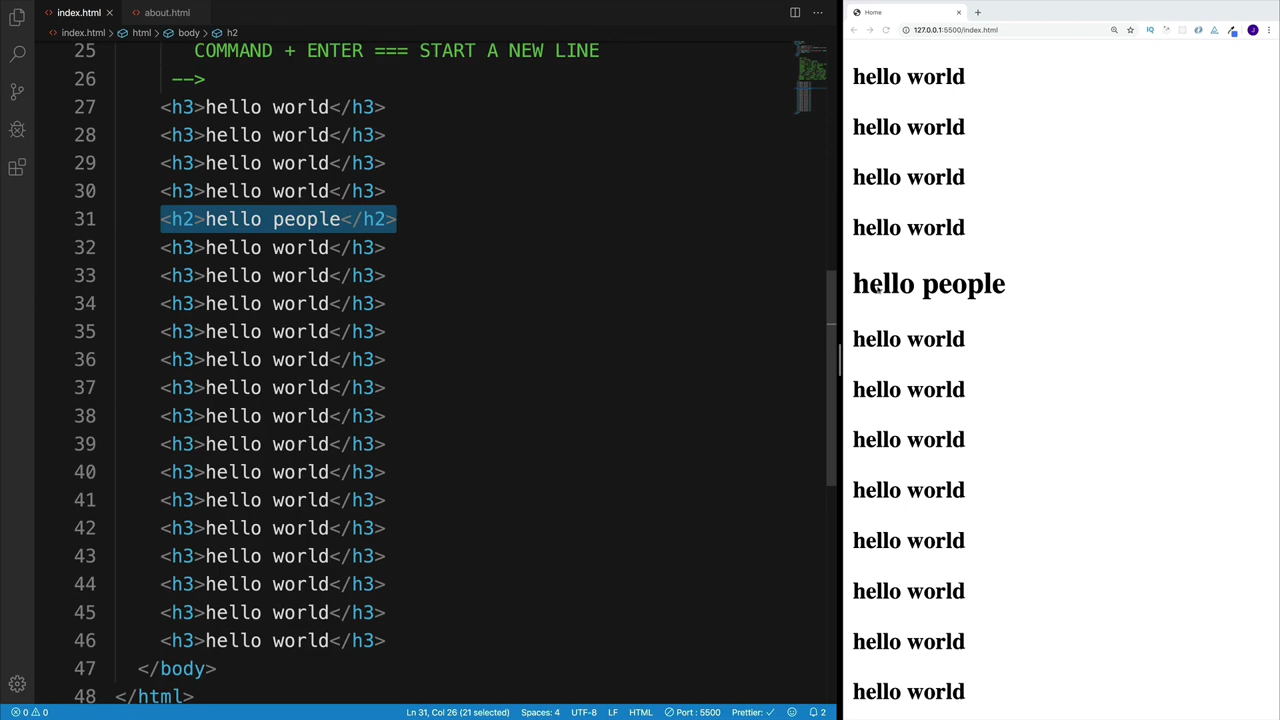 index.html
about.html
index.html > html > body > h2
25 COMMAND + ENTER === START A NEW LINE
26 -->
27 <h3>hello world</h3>
28 <h3>hello world</h3>
29 <h3>hello world</h3>
30 <h3>hello world</h3>
31 <h2>hello people</h2>
32 <h3>hello world</h3>
33 <h3>hello world</h3>
34 <h3>hello world</h3>
35 <h3>hello world</h3>
36 <h3>hello world</h3>
37 <h3>hello world</h3>
38 <h3>hello world</h3>
39 <h3>hello world</h3>
40 <h3>hello world</h3>
41 <h3>hello world</h3>
42 <h3>hello world</h3>
43 <h3>hello world</h3>
44 <h3>hello world</h3>
45 <h3>hello world</h3>
46 <h3>hello world</h3>
47 </body>
48 </html>
0 0
Ln 31, Col 26 (21 selected) Spaces: 4 UTF-8 LF HTML Port : 5500 Prettier: ✓ 2
Home
127.0.0.1:5500/index.html
IQ
J
hello world
hello world
hello world
hello world
hello people
hello world
hello world
hello world
hello world
hello world
hello world
hello world
hello world